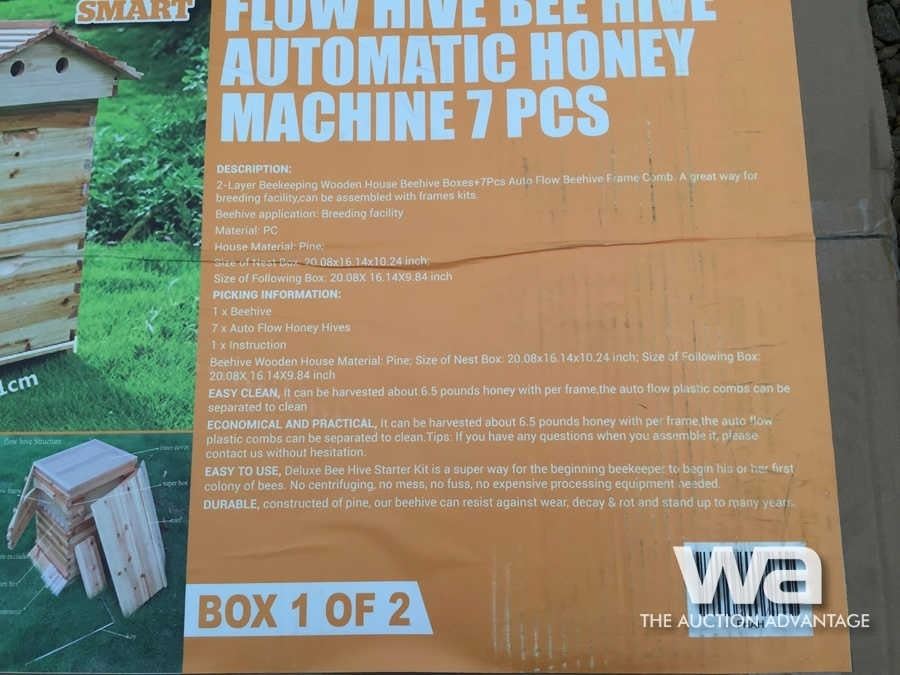 SMART
FLOW HIVE BEE HIVE
AUTOMATIC HONEY
MACHINE 7 PCS
DESCRIPTION:
2-Layer Beekeeping Wooden House Beehive Boxes+7Pcs Auto Flow Beehive Frame Comb. A great way for
breeding facility,can be assembled with frames kits.
Beehive application: Breeding facility
Material: PC
House Material: Pine;
Size of Nest Box: 20.08x16.14x10.24 inch;
Size of Following Box: 20.08X 16.14X9.84 inch
PICKING INFORMATION:
1 x Beehive
7 x Auto Flow Honey Hives
1 x Instruction
Beehive Wooden House Material: Pine; Size of Nest Box: 20.08x16.14x10.24 inch; Size of Following Box:
20.08X 16.14X9.84 inch
EASY CLEAN, It can be harvested about 6.5 pounds honey with per frame,the auto flow plastic combs can be
separated to clean
ECONOMICAL AND PRACTICAL, It can be harvested about 6.5 pounds honey with per frame,the auto flow
plastic combs can be separated to clean.Tips: If you have any questions when you assemble it, please
contact us without hesitation.
EASY TO USE, Deluxe Bee Hive Starter Kit is a super way for the beginning beekeeper to begin his or her first
colony of bees. No centrifuging, no mess, no fuss, no expensive processing equipment needed.
DURABLE, constructed of pine, our beehive can resist against wear, decay & rot and stand up to many years.
1cm
flow hive Structure
inner cover
super box
BOX 1 OF 2
wa
THE AUCTION ADVANTAGE